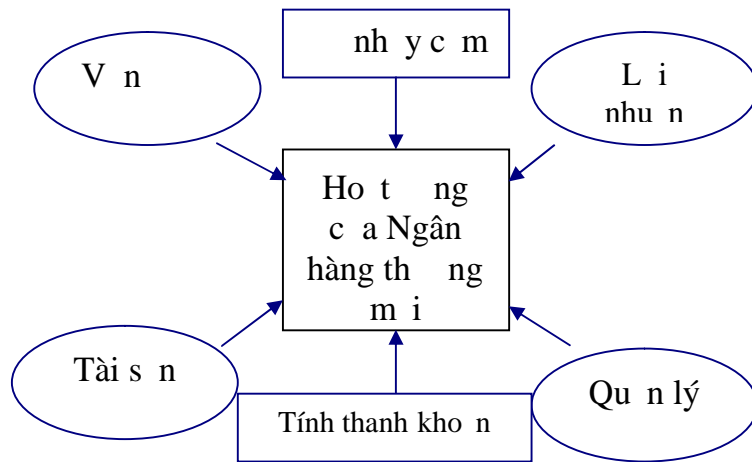 nh y c m
V n
L i
nhu n
Ho t ng
c a Ngân
hàng th ng
m i
Tài s n
Tính thanh kho n
Qu n lý